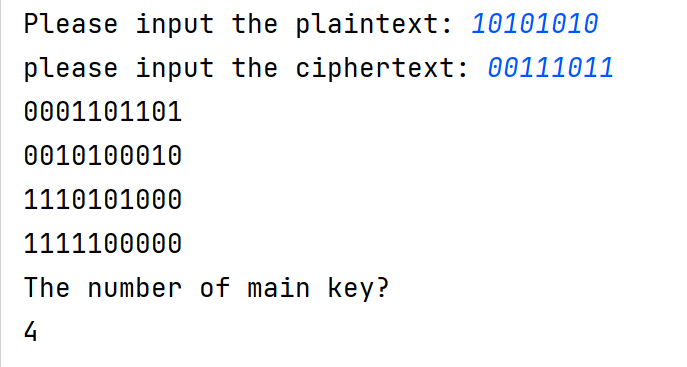 Please input the plaintext: 10101010
please input the ciphertext: 00111011
0001101101
0010100010
1110101000
1111100000
The number of main key?
4